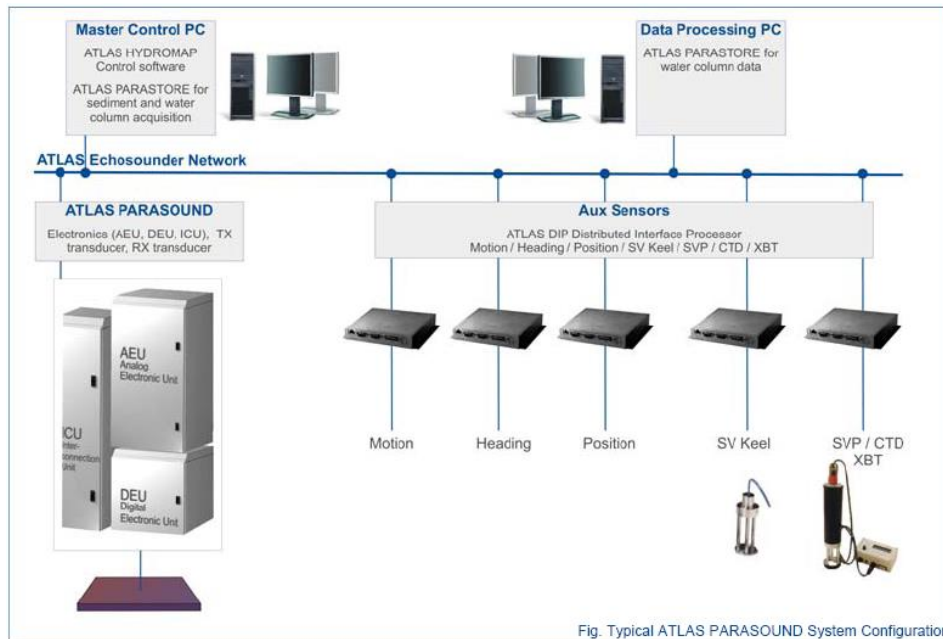 Master Control PC
ATLAS HYDROMAP
Control software
ATLAS PARASTORE for
sediment and water
column acquisition
Data Processing PC
ATLAS PARASTORE for
water column data
ATLAS Echosounder Network
ATLAS PARASOUND
Electronics (AEU, DEU, ICU), TX
transducer, RX transducer
Aux Sensors
ATLAS DIP Distributed Interface Processor
Motion / Heading / Position / SV Keel / SVP / CTD / XBT
AEU
Analog
Electronic Unit
ICU
Inter-
connection
Unit
DEU
Digital
Electronic Unit
Motion
Heading
Position
SV Keel
SVP / CTD
XBT
Fig. Typical ATLAS PARASOUND System Configuration